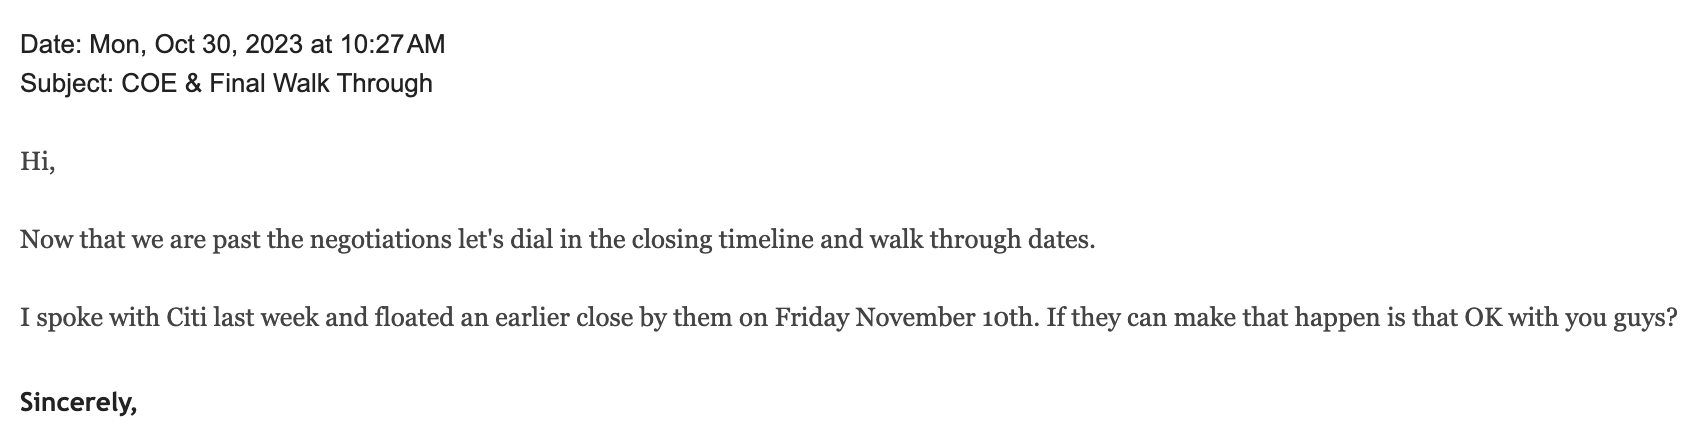 Date: Mon, Oct 30, 2023 at 10:27 AM
Subject: COE & Final Walk Through
Hi,
Now that we are past the negotiations let's dial in the closing timeline and walk through dates.
I spoke with Citi last week and floated an earlier close by them on Friday November 10th. If they can make that happen is that OK with you guys?
Sincerely,